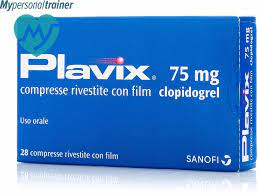 Mypersonaltrainer
Plavix® 75 mg
compresse rivestite con film clopidogrel
Uso orale
28 compresse rivestite con film
SANOFI